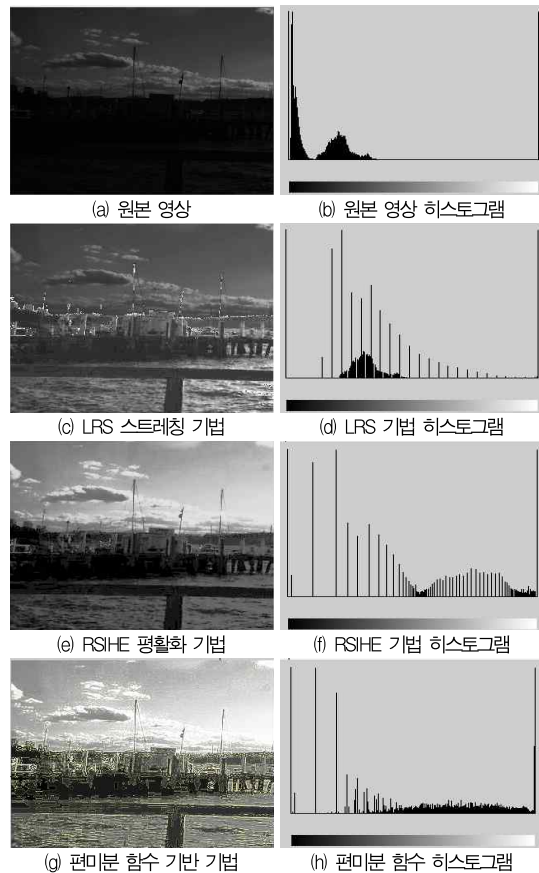 (a) 원본 영상
(b) 원본 영상 히스토그램
(c) LRS 스트레칭 기법
(d) LRS 기법 히스토그램
(e) RSIHE 평활화 기법
(f) RSIHE 기법 히스토그램
(g) 편미분 함수 기반 기법
(h) 편미분 함수 히스토그램